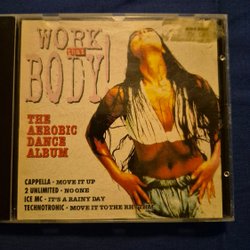 WORK
THAT
BODY
THE
AEROBIC
DANCE
ALBUM
CAPPELLA - MOVE IT UP
2 UNLIMITED - NO ONE
ICE MC - IT'S A RAINY DAY
TECHNOTRONIC - MOVE IT TO THE RHYTHM